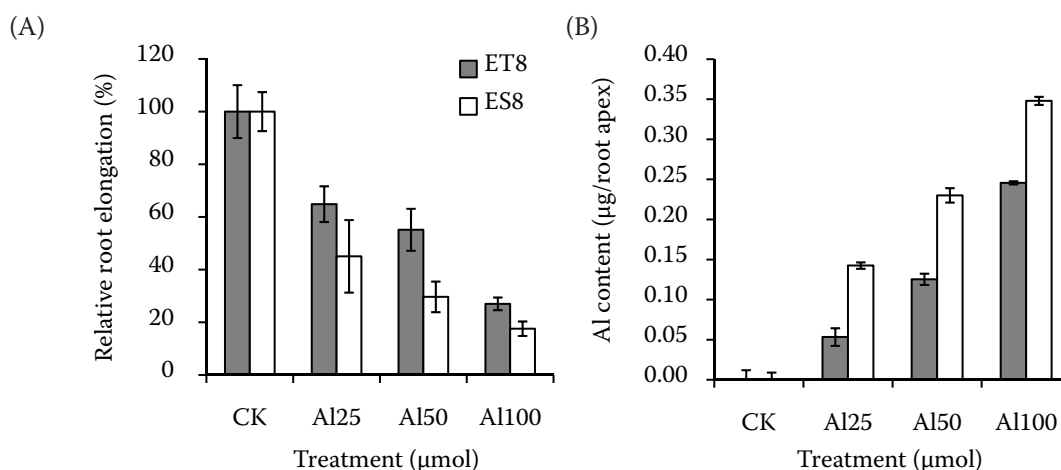 (A)
Relative root elongation (%)
120
100
80
60
40
20
0
ET8
ES8
CK Al25 Al50 Al100
Treatment (µmol)
(B)
Al content (µg/root apex)
0.40
0.35
0.30
0.25
0.20
0.15
0.10
0.05
0.00
CK Al25 Al50 Al100
Treatment (µmol)